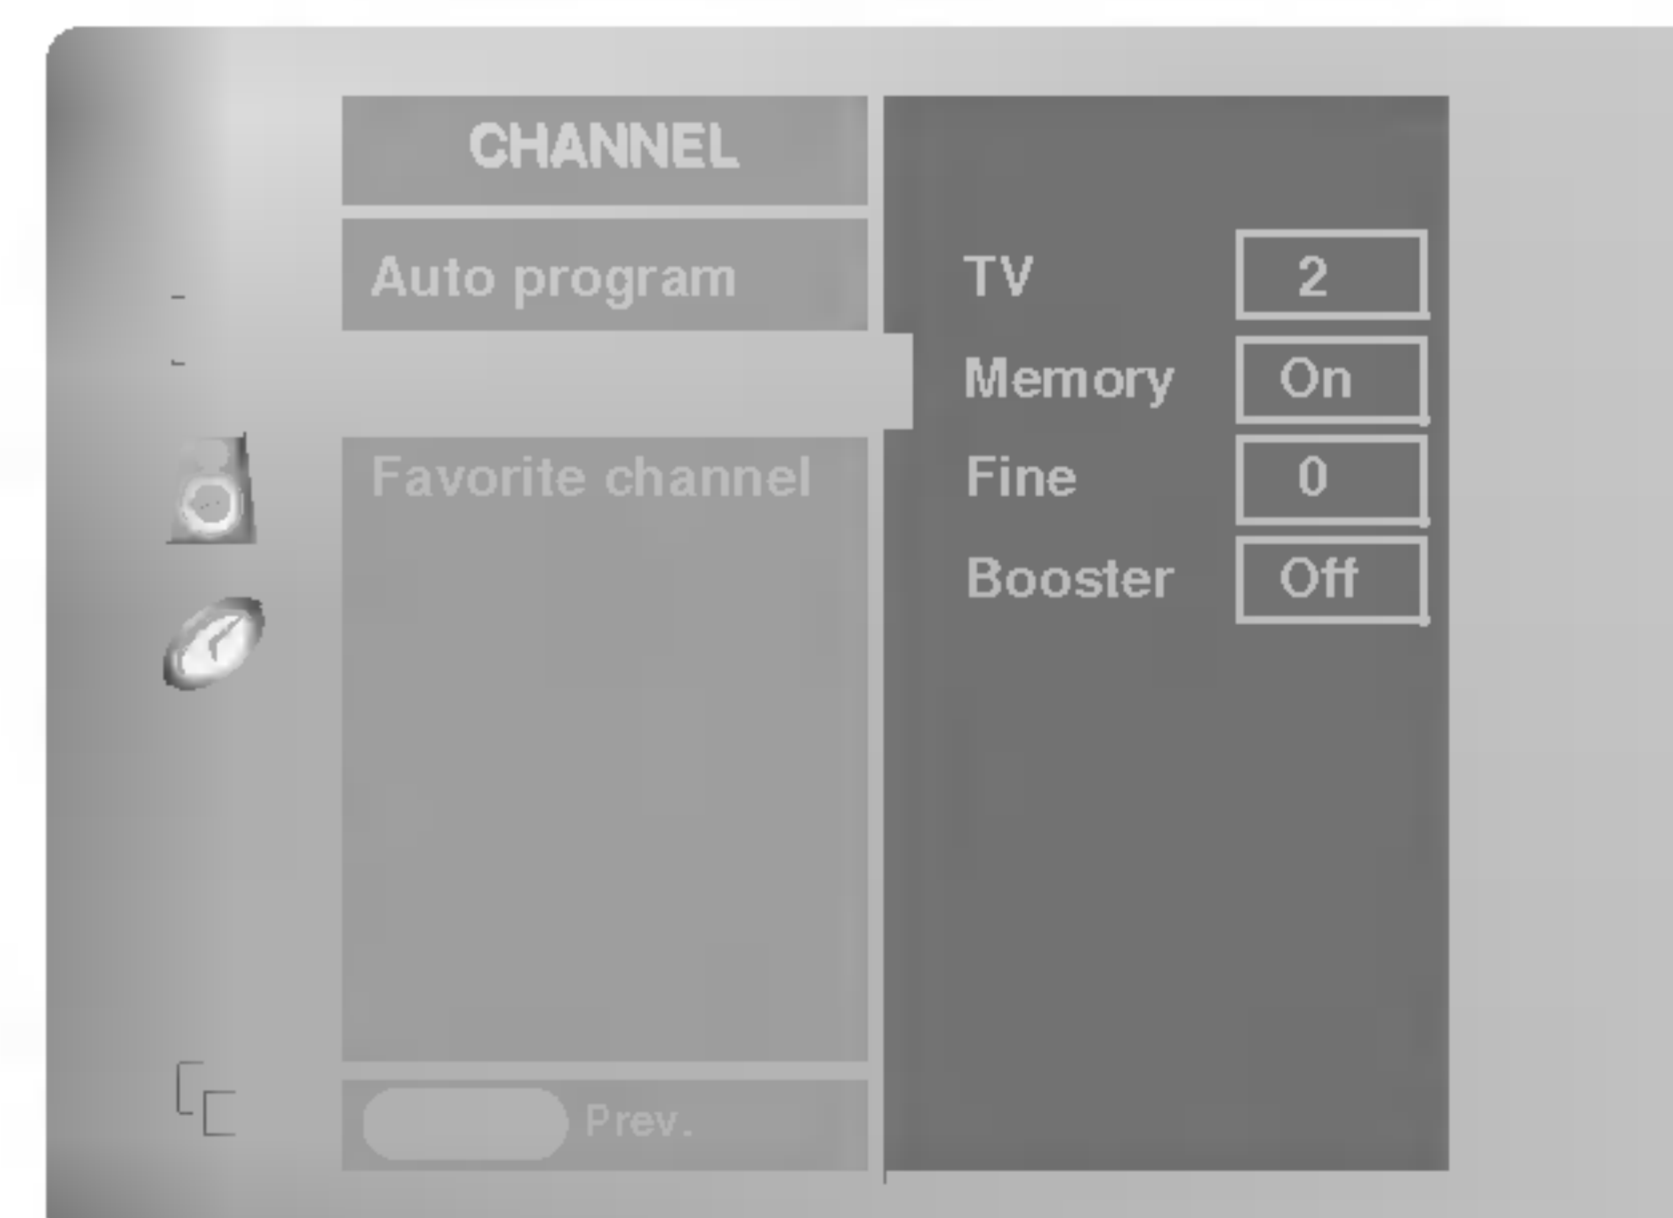 CHANNEL
Auto program
Favorite channel
Prev.
TV 2
Memory On
Fine 0
Booster Off